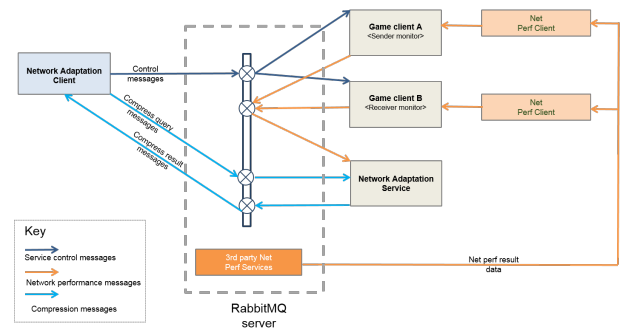 Game client A
<Sender monitor>
Net
Perf Client
Network Adaptation
Client
Control
messages
Compress query
messages
Compress result
messages
Game client B
<Receiver monitor>
Net
Perf Client
Network Adaptation
Service
Key
Service control messages
Network performance messages
Compression messages
3rd party Net
Perf Services
Net perf result
data
RabbitMQ
server